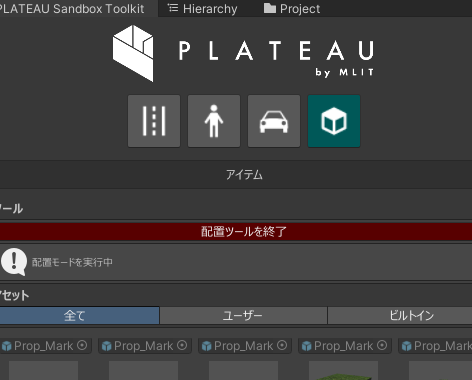 PLATEAU Sandbox Toolkit Hierarchy Project
PLATEAU
by MLIT
アイテム
ツール
配置ツールを終了
配置モードを実行中
アセット
全て ユーザー ビルトイン
Prop_Mark Prop_Mark Prop_Mark Prop_Mark Prop_Mark